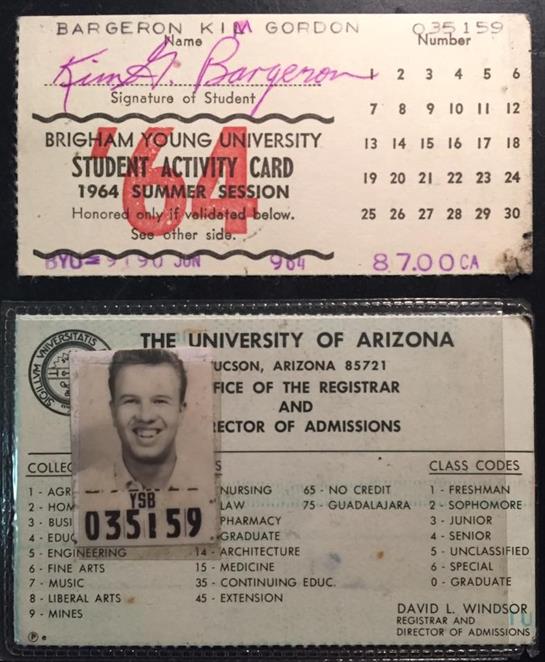 BARGERON KIM GORDON 035159
Name Number
Kim G. Bargeron
Signature of Student
1 2 3 4 5 6
7 8 9 10 11 12
13 14 15 16 17 18
19 20 21 22 23 24
25 26 27 28 29 30
'64
BRIGHAM YOUNG UNIVERSITY
STUDENT ACTIVITY CARD
1964 SUMMER SESSION
Honored only if validated below.
See other side.
BYU 9190 JUN 964 87.00 CA
SIGILLVM VNIVERSITATIS
THE UNIVERSITY OF ARIZONA
TUCSON, ARIZONA 85721
OFFICE OF THE REGISTRAR
AND
DIRECTOR OF ADMISSIONS
YSB
035159
CLASS CODES
1 - AGR NURSING 65 - NO CREDIT 1 - FRESHMAN
2 - HOM LAW 75 - GUADALAJARA 2 - SOPHOMORE
3 - BUSI PHARMACY 3 - JUNIOR
4 - EDUC GRADUATE 4 - SENIOR
5 - ENGINEERING 14 - ARCHITECTURE 5 - UNCLASSIFIED
6 - FINE ARTS 15 - MEDICINE 6 - SPECIAL
7 - MUSIC 35 - CONTINUING EDUC. 0 - GRADUATE
8 - LIBERAL ARTS 45 - EXTENSION
9 - MINES
DAVID L. WINDSOR
REGISTRAR AND
DIRECTOR OF ADMISSIONS